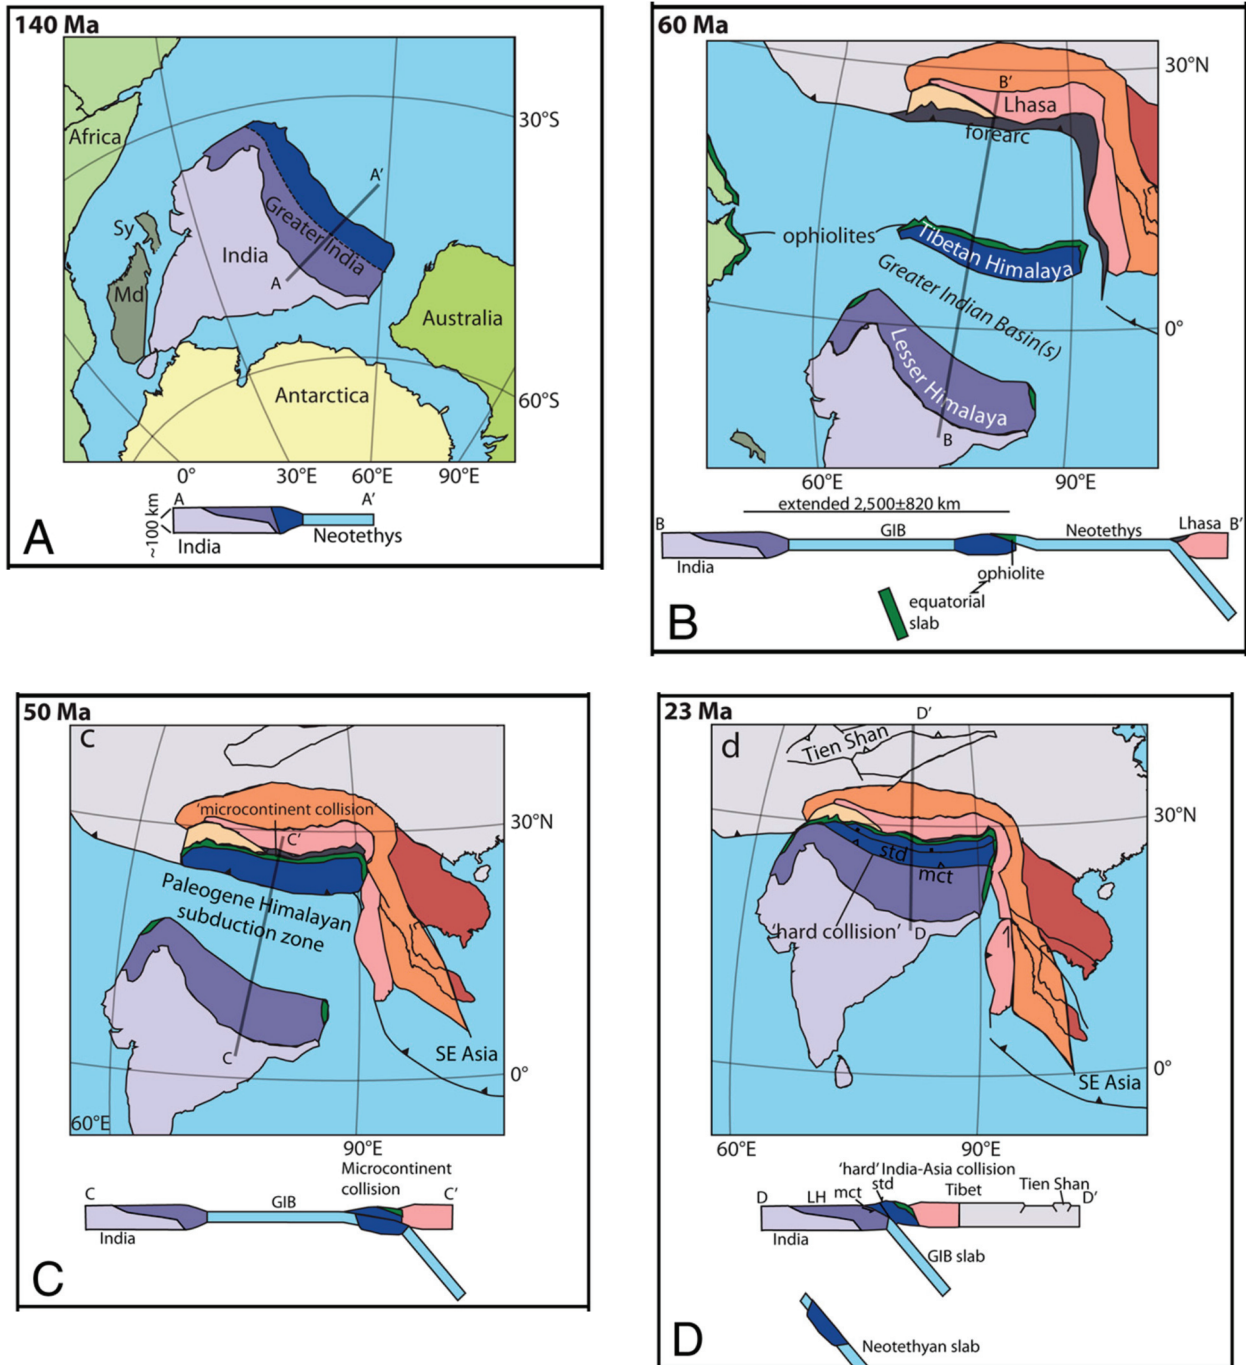 140 Ma
Africa
30°S
A'
Greater India
Sy
India
A
Md
Australia
Antarctica
60°S
0°
30°E
60°E
90°E
~100 km
A
A'
India
Neotethys
A
60 Ma
30°N
B'
Lhasa
forearc
ophiolites
Tibetan Himalaya
Greater Indian Basin(s)
0°
Lesser Himalaya
B
60°E
90°E
extended 2,500±820 km
B
GIB
Neotethys
Lhasa
B'
India
ophiolite
equatorial
slab
B
50 Ma
c
'microcontinent collision'
30°N
C'
Paleogene Himalayan
subduction zone
C
SE Asia
0°
60°E
90°E
Microcontinent
collision
C
GIB
C'
India
C
23 Ma
D'
d
Tien Shan
30°N
std
mct
'hard collision'
D
SE Asia
0°
60°E
90°E
'hard' India-Asia collision
std
mct
D
LH
Tibet
Tien Shan
D'
India
GIB slab
Neotethyan slab
D